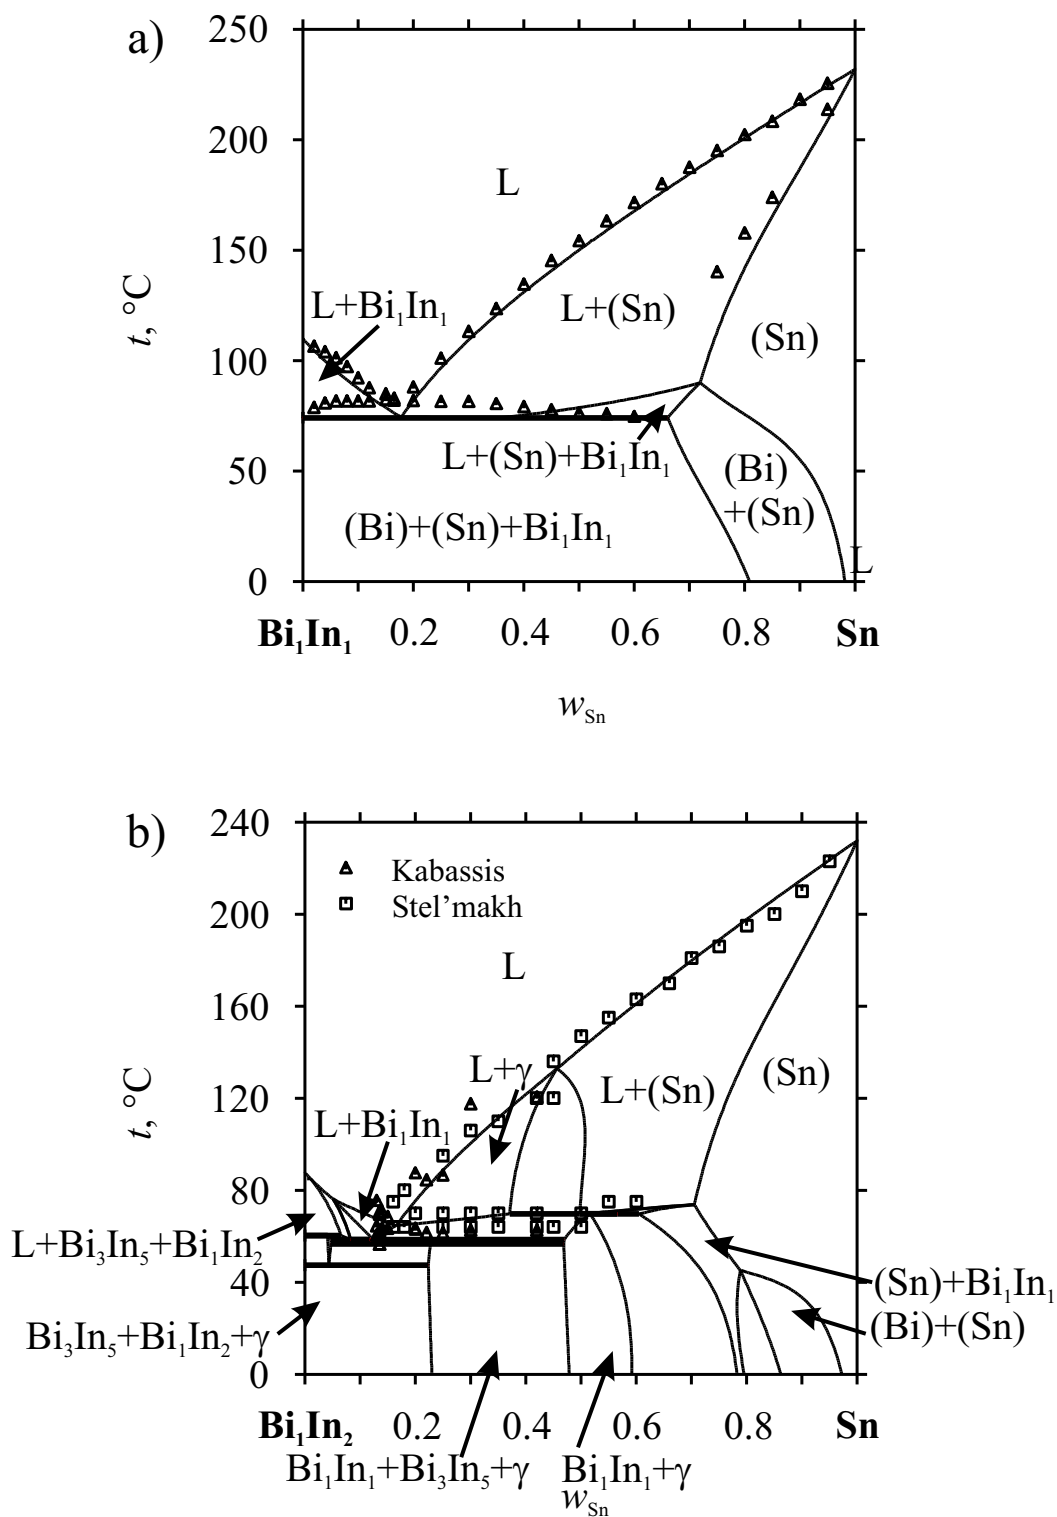 a)
250
200
150
100
50
0
t, °C
L
L+Bi₁In₁
L+(Sn)
(Sn)
L+(Sn)+Bi₁In₁
(Bi)
+(Sn)
(Bi)+(Sn)+Bi₁In₁
L
Bi₁In₁ 0.2 0.4 0.6 0.8 Sn
wSn
b)
240
200
160
120
80
40
0
t, °C
Kabassis
Stel’makh
L
L+γ
L+(Sn)
(Sn)
L+Bi₁In₁
L+Bi₃In₅+Bi₁In₂
(Sn)+Bi₁In₁
Bi₃In₅+Bi₁In₂+γ
(Bi)+(Sn)
Bi₁In₂ 0.2 0.4 0.6 0.8 Sn
Bi₁In₁+Bi₃In₅+γ
Bi₁In₁+γ
wSn